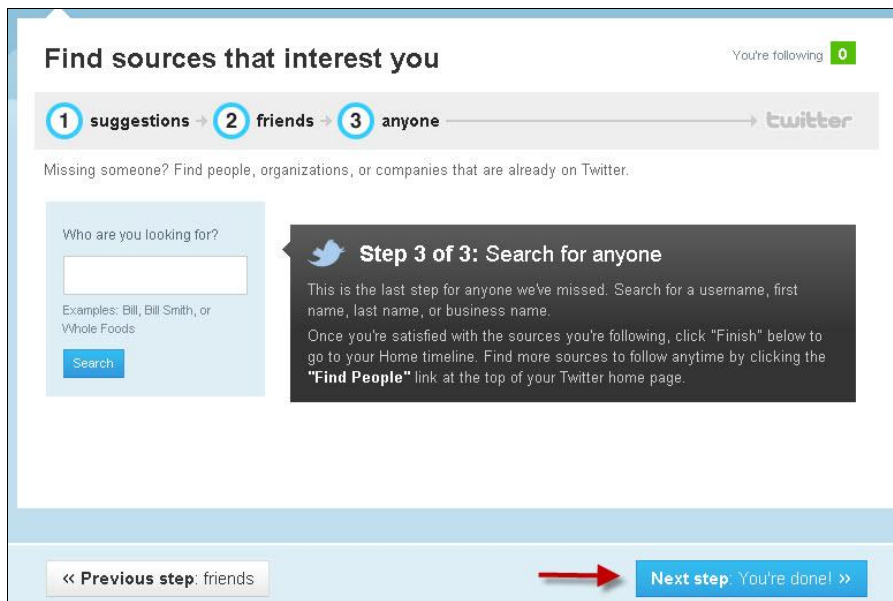 Find sources that interest you
You're following 0
1 suggestions → 2 friends → 3 anyone → twitter
Missing someone? Find people, organizations, or companies that are already on Twitter.
Who are you looking for?
Examples: Bill, Bill Smith, or
Whole Foods
Search
Step 3 of 3: Search for anyone
This is the last step for anyone we've missed. Search for a username, first
name, last name, or business name.
Once you're satisfied with the sources you're following, click "Finish" below to
go to your Home timeline. Find more sources to follow anytime by clicking the
"Find People" link at the top of your Twitter home page.
« Previous step: friends
Next step: You're done! »